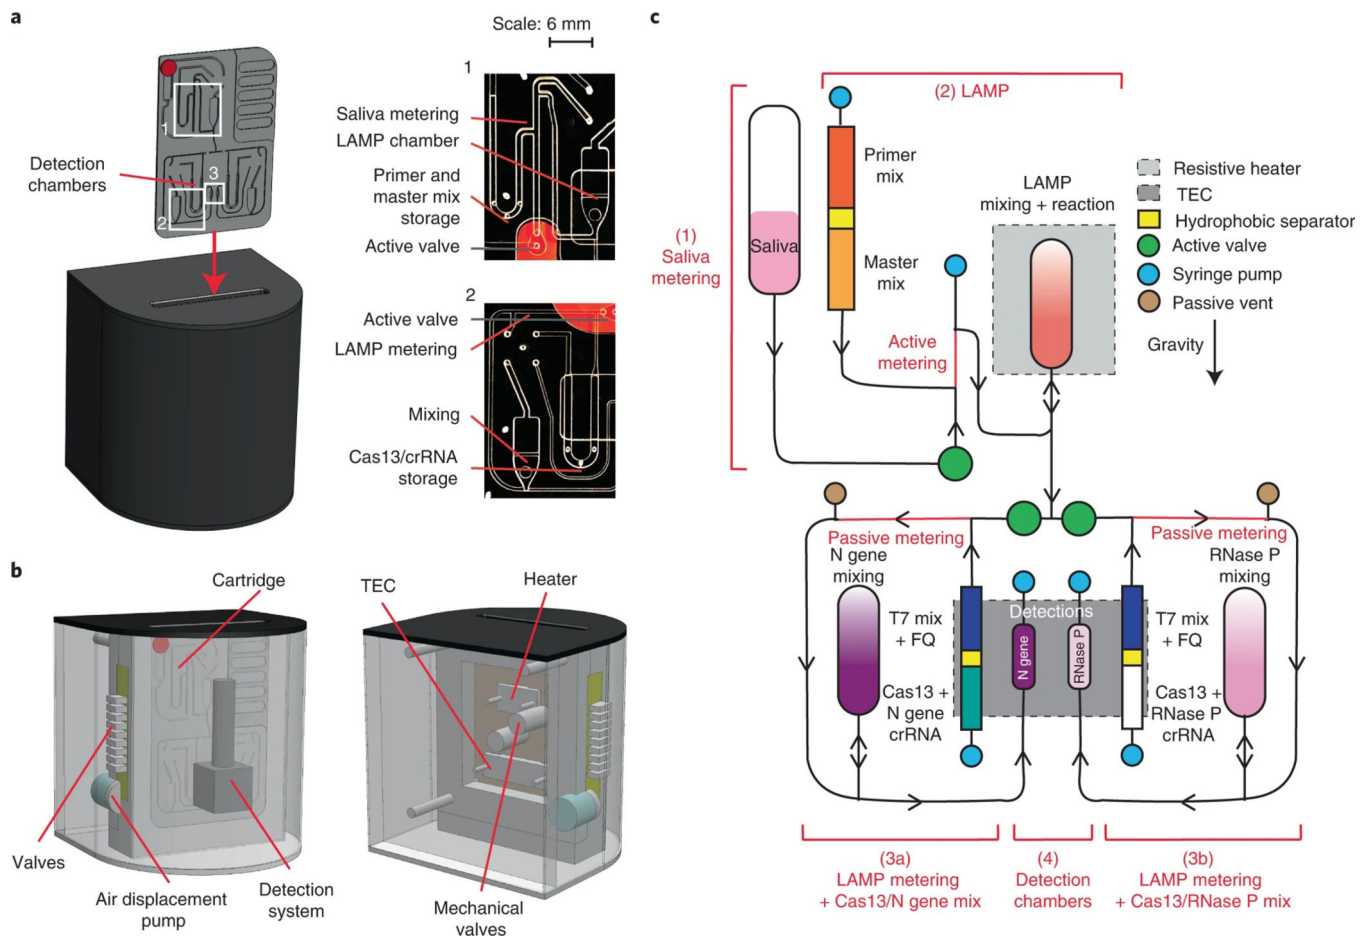 a
Scale: 6 mm
1
Saliva metering
LAMP chamber
Primer and
master mix
storage
Active valve
Detection
chambers
1
3
2
2
Active valve
LAMP metering
Mixing
Cas13/crRNA
storage
b
Cartridge
TEC
Heater
Valves
Air displacement
pump
Detection
system
Mechanical
valves
c
(2) LAMP
(1)
Saliva
metering
Saliva
Primer
mix
Master
mix
Active
metering
LAMP
mixing + reaction
Resistive heater
TEC
Hydrophobic separator
Active valve
Syringe pump
Passive vent
Gravity
Passive metering
N gene
mixing
Passive metering
RNase P
mixing
Detections
N gene
RNase P
T7 mix
+ FQ
Cas13 +
N gene
crRNA
T7 mix
+ FQ
Cas13 +
RNase P
crRNA
(3a)
LAMP metering
+ Cas13/N gene mix
(4)
Detection
chambers
(3b)
LAMP metering
+ Cas13/RNase P mix